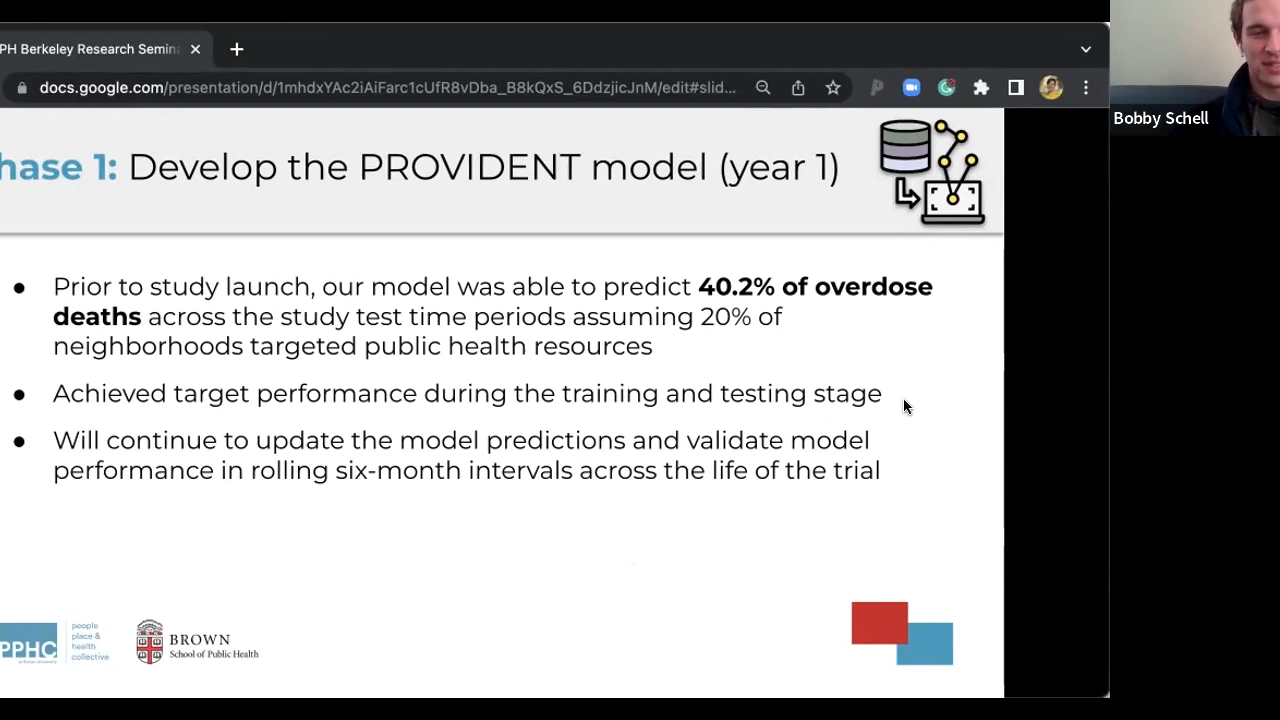 PH Berkeley Research Semina
docs.google.com/presentation/d/1mhdxYAc2iAiFarc1cUfR8vDba_B8kQxS_6DdzjicJnM/edit#slid...
Bobby Schell
hase 1: Develop the PROVIDENT model (year 1)
● Prior to study launch, our model was able to predict 40.2% of overdose
deaths across the study test time periods assuming 20% of
neighborhoods targeted public health resources
● Achieved target performance during the training and testing stage
● Will continue to update the model predictions and validate model
performance in rolling six-month intervals across the life of the trial
PPHC
people
place &
health
collective
BROWN
School of Public Health